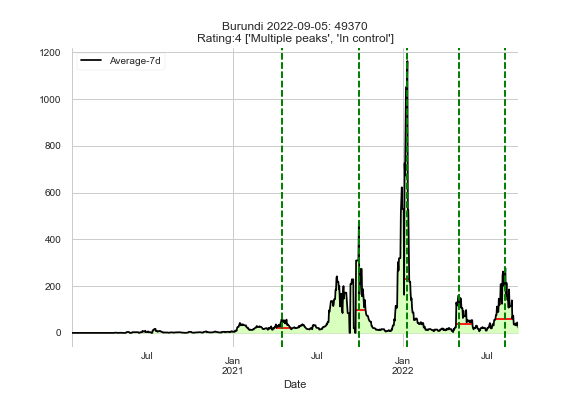 Burundi 2022-09-05: 49370
Rating:4 ['Multiple peaks', 'In control']
Average-7d
1200
1000
800
600
400
200
0
Jul
Jan
2021
Jul
Jan
2022
Jul
Date